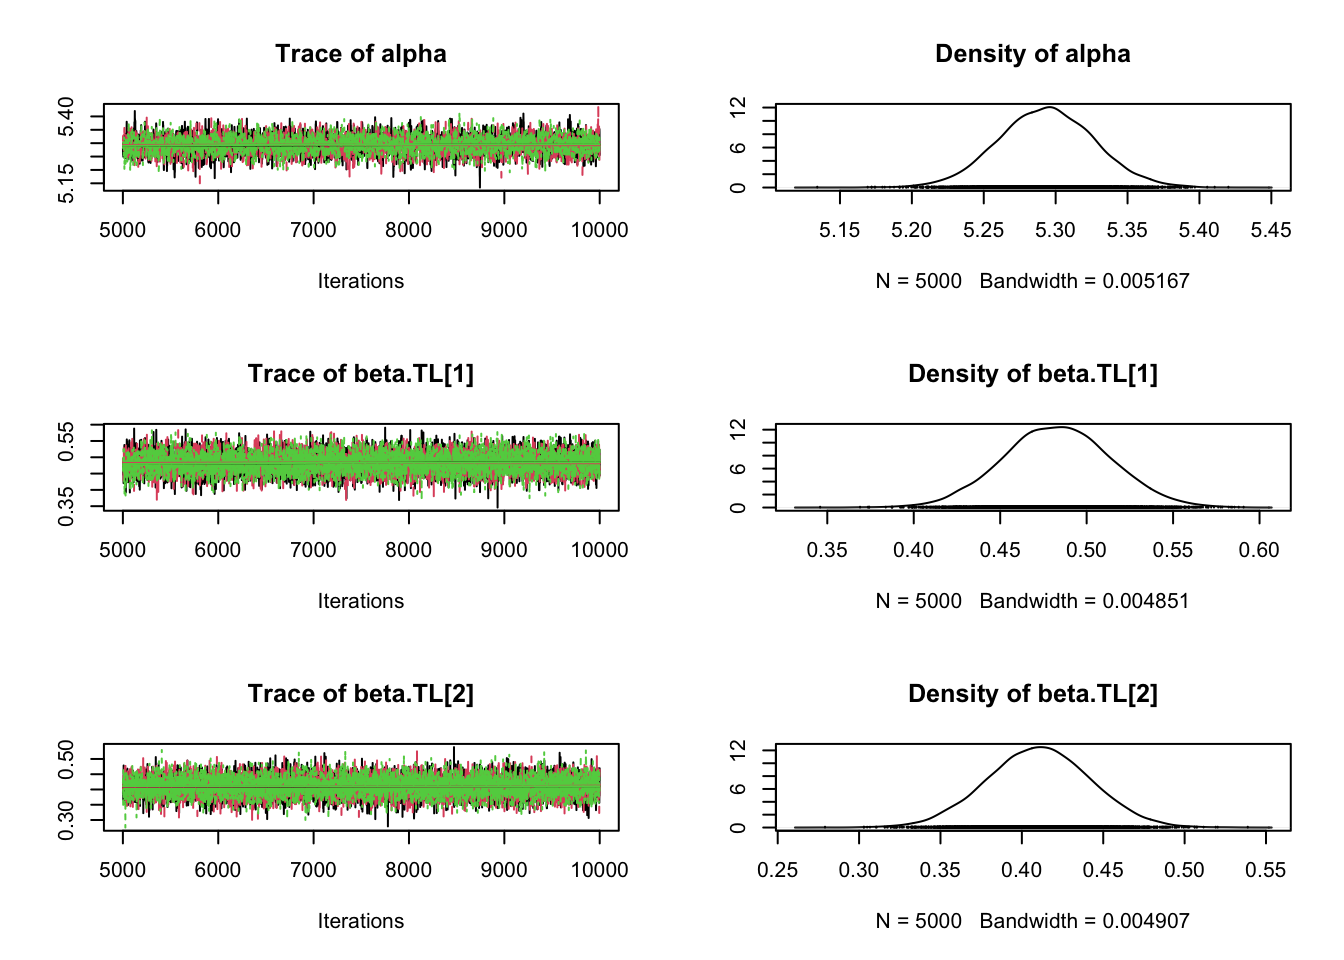 Trace of alpha
5.40
5.15
5000 6000 7000 8000 9000 10000
Iterations
Density of alpha
12
6
0
5.15 5.20 5.25 5.30 5.35 5.40 5.45
N = 5000 Bandwidth = 0.005167
Trace of beta.TL[1]
0.55
0.35
5000 6000 7000 8000 9000 10000
Iterations
Density of beta.TL[1]
12
6
0
0.35 0.40 0.45 0.50 0.55 0.60
N = 5000 Bandwidth = 0.004851
Trace of beta.TL[2]
0.50
0.30
5000 6000 7000 8000 9000 10000
Iterations
Density of beta.TL[2]
12
6
0
0.25 0.30 0.35 0.40 0.45 0.50 0.55
N = 5000 Bandwidth = 0.004907